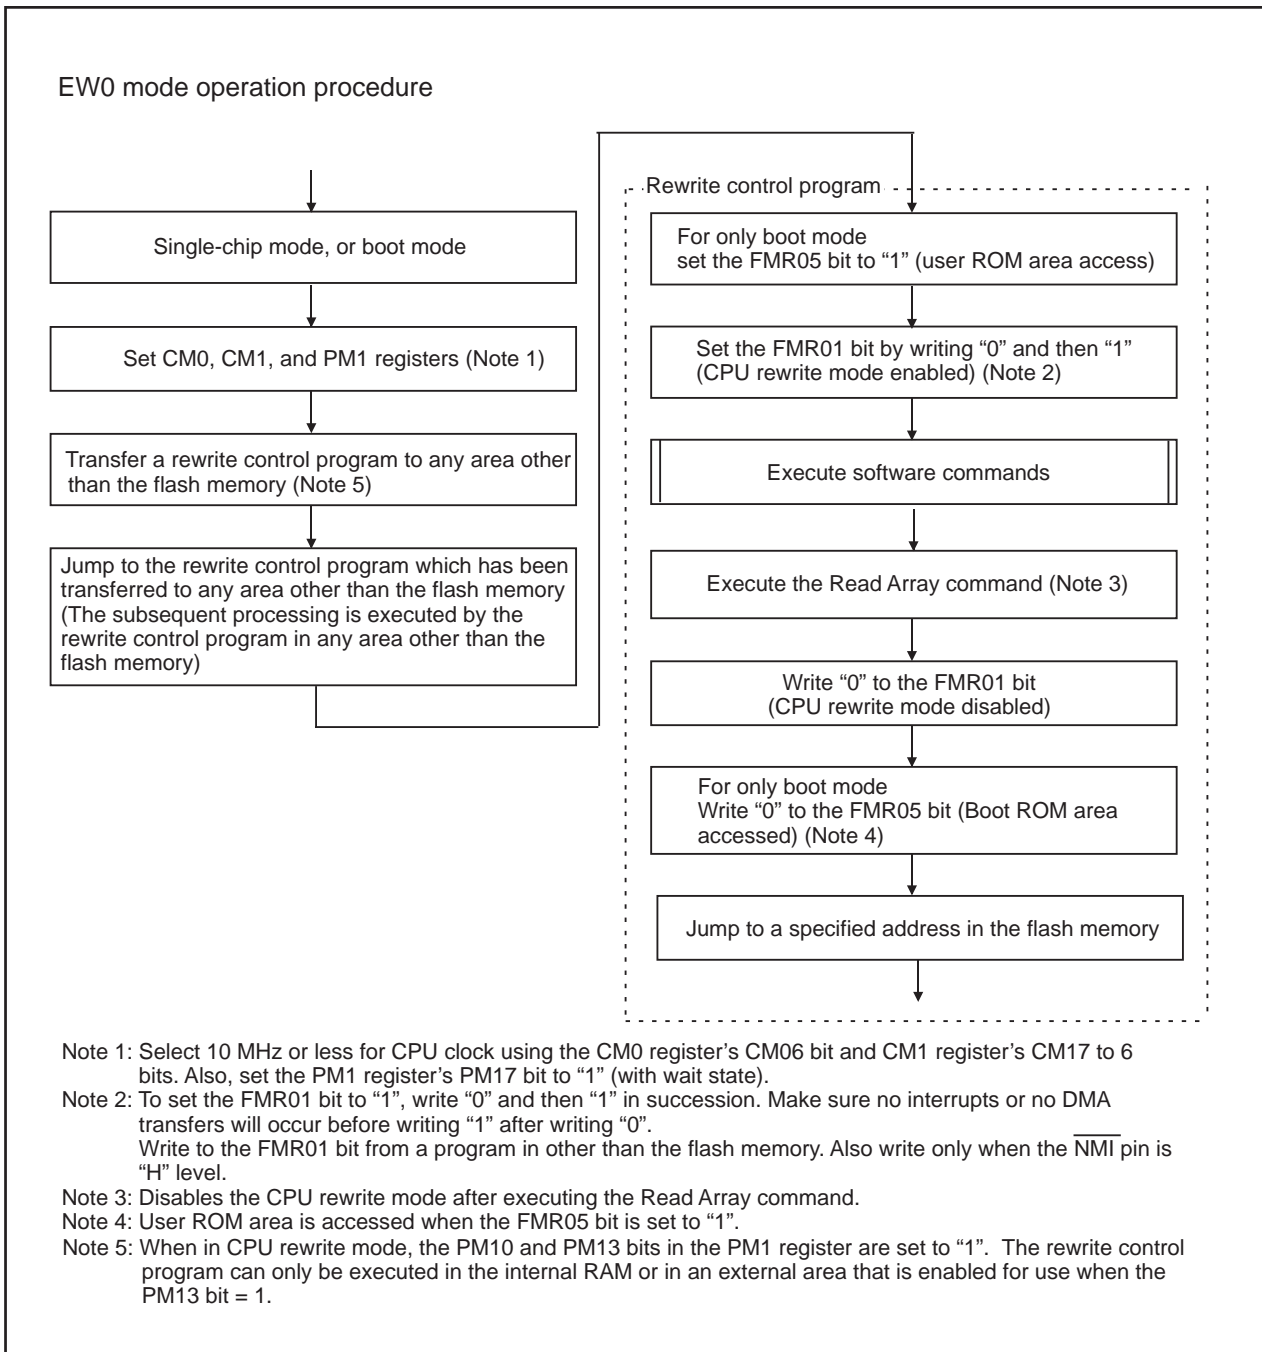 EW0 mode operation procedure
Single-chip mode, or boot mode
Set CM0, CM1, and PM1 registers (Note 1)
Transfer a rewrite control program to any area other
than the flash memory (Note 5)
Jump to the rewrite control program which has been
transferred to any area other than the flash memory
(The subsequent processing is executed by the
rewrite control program in any area other than the
flash memory)
Rewrite control program
For only boot mode
set the FMR05 bit to “1” (user ROM area access)
Set the FMR01 bit by writing “0” and then “1”
(CPU rewrite mode enabled) (Note 2)
Execute software commands
Execute the Read Array command (Note 3)
Write “0” to the FMR01 bit
(CPU rewrite mode disabled)
For only boot mode
Write “0” to the FMR05 bit (Boot ROM area
accessed) (Note 4)
Jump to a specified address in the flash memory
Note 1: Select 10 MHz or less for CPU clock using the CM0 register’s CM06 bit and CM1 register’s CM17 to 6
bits. Also, set the PM1 register’s PM17 bit to “1” (with wait state).
Note 2: To set the FMR01 bit to “1”, write “0” and then “1” in succession. Make sure no interrupts or no DMA
transfers will occur before writing “1” after writing “0”.
Write to the FMR01 bit from a program in other than the flash memory. Also write only when the NMI pin is
“H” level.
Note 3: Disables the CPU rewrite mode after executing the Read Array command.
Note 4: User ROM area is accessed when the FMR05 bit is set to “1”.
Note 5: When in CPU rewrite mode, the PM10 and PM13 bits in the PM1 register are set to “1”. The rewrite control
program can only be executed in the internal RAM or in an external area that is enabled for use when the
PM13 bit = 1.